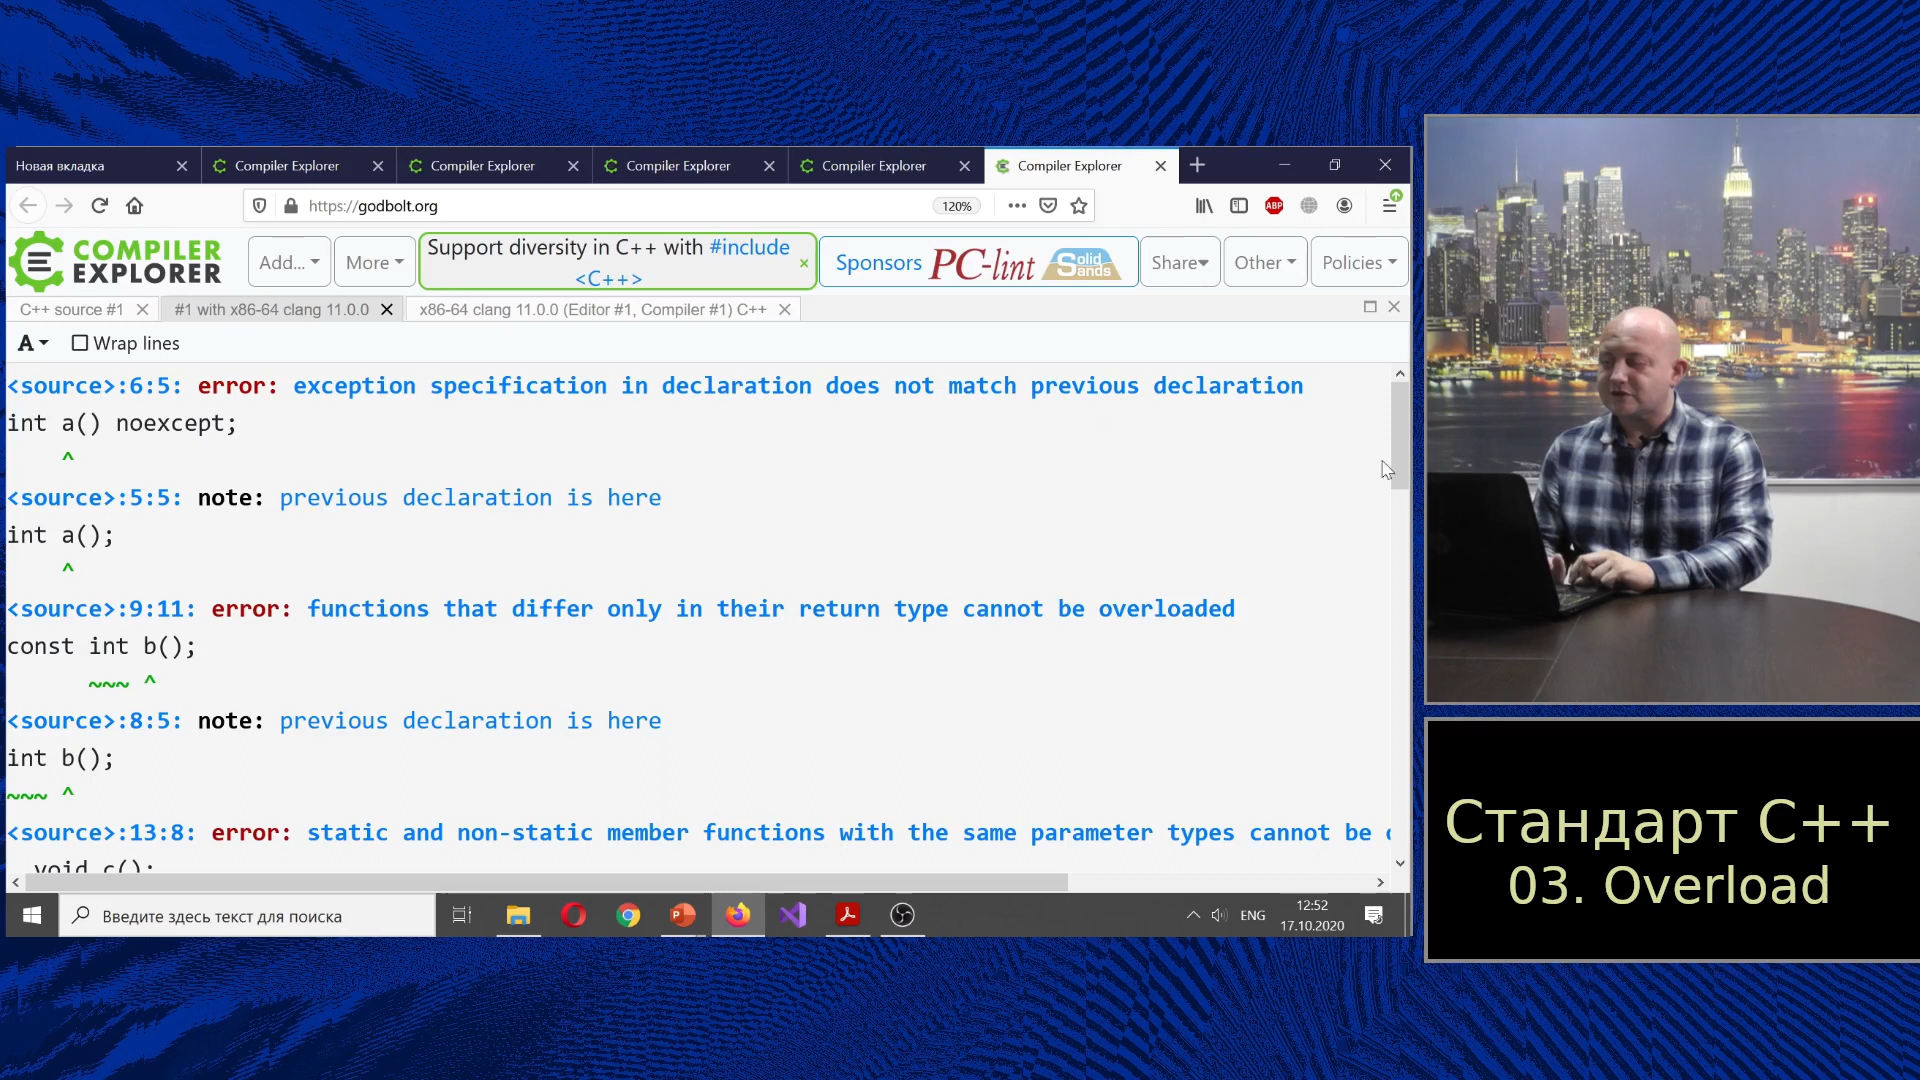 Новая вкладка
Compiler Explorer
Compiler Explorer
Compiler Explorer
Compiler Explorer
Compiler Explorer
https://godbolt.org
120%
ABP
COMPILER
EXPLORER
Add...
More
Support diversity in C++ with #include
<C++>
Sponsors
PC-lint
Solid
Sands
Share
Other
Policies
C++ source #1
#1 with x86-64 clang 11.0.0
x86-64 clang 11.0.0 (Editor #1, Compiler #1) C++
A
Wrap lines
<source>:6:5: error: exception specification in declaration does not match previous declaration
int a() noexcept;
^
<source>:5:5: note: previous declaration is here
int a();
^
<source>:9:11: error: functions that differ only in their return type cannot be overloaded
const int b();
~~~ ^
<source>:8:5: note: previous declaration is here
int b();
~~~ ^
<source>:13:8: error: static and non-static member functions with the same parameter types cannot be
void c();
Введите здесь текст для поиска
ENG
12:52
17.10.2020
Стандарт C++
03. Overload